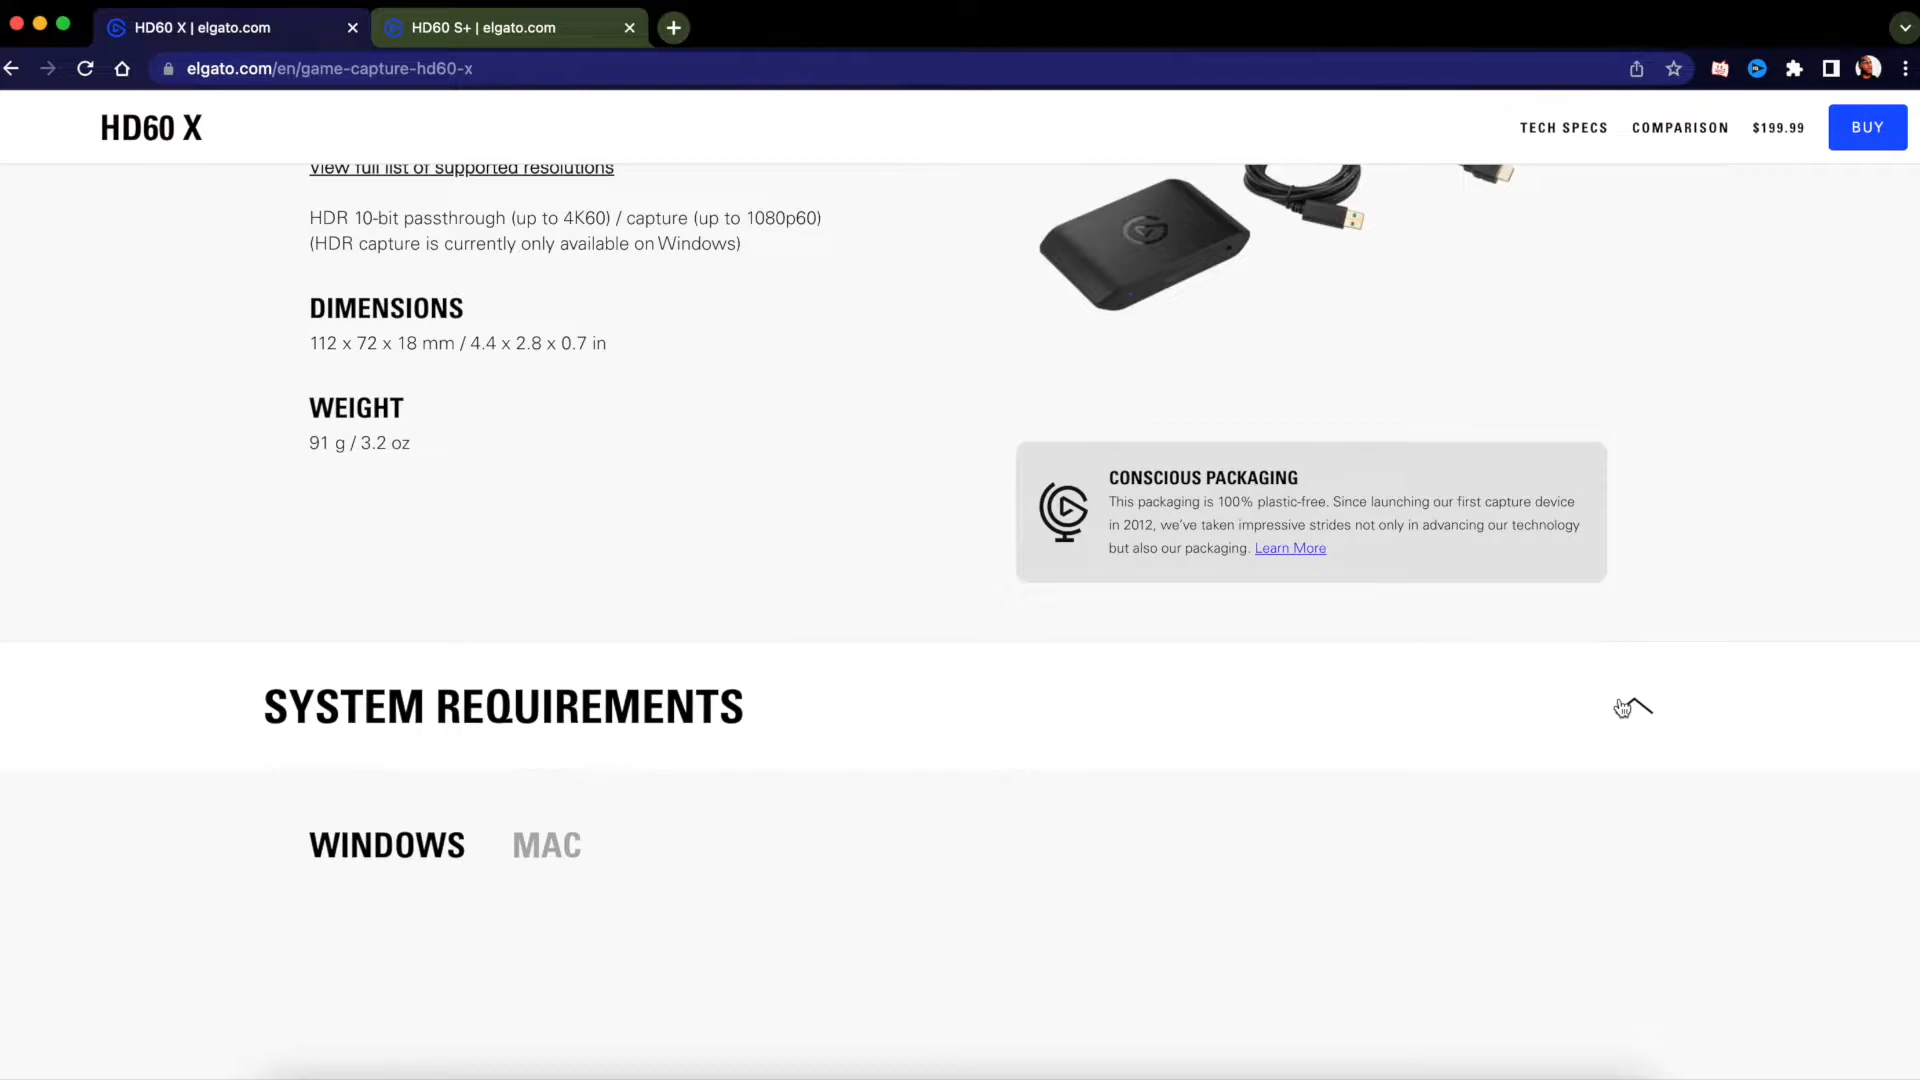 HD60 X | elgato.com
HD60 S+ | elgato.com
elgato.com/en/game-capture-hd60-x
HD60 X
TECH SPECS
COMPARISON
$199.99
BUY
View full list of supported resolutions
HDR 10-bit passthrough (up to 4K60) / capture (up to 1080p60)
(HDR capture is currently only available on Windows)
DIMENSIONS
112 x 72 x 18 mm / 4.4 x 2.8 x 0.7 in
WEIGHT
91 g / 3.2 oz
CONSCIOUS PACKAGING
This packaging is 100% plastic-free. Since launching our first capture device
in 2012, we've taken impressive strides not only in advancing our technology
but also our packaging. Learn More
SYSTEM REQUIREMENTS
WINDOWS
MAC